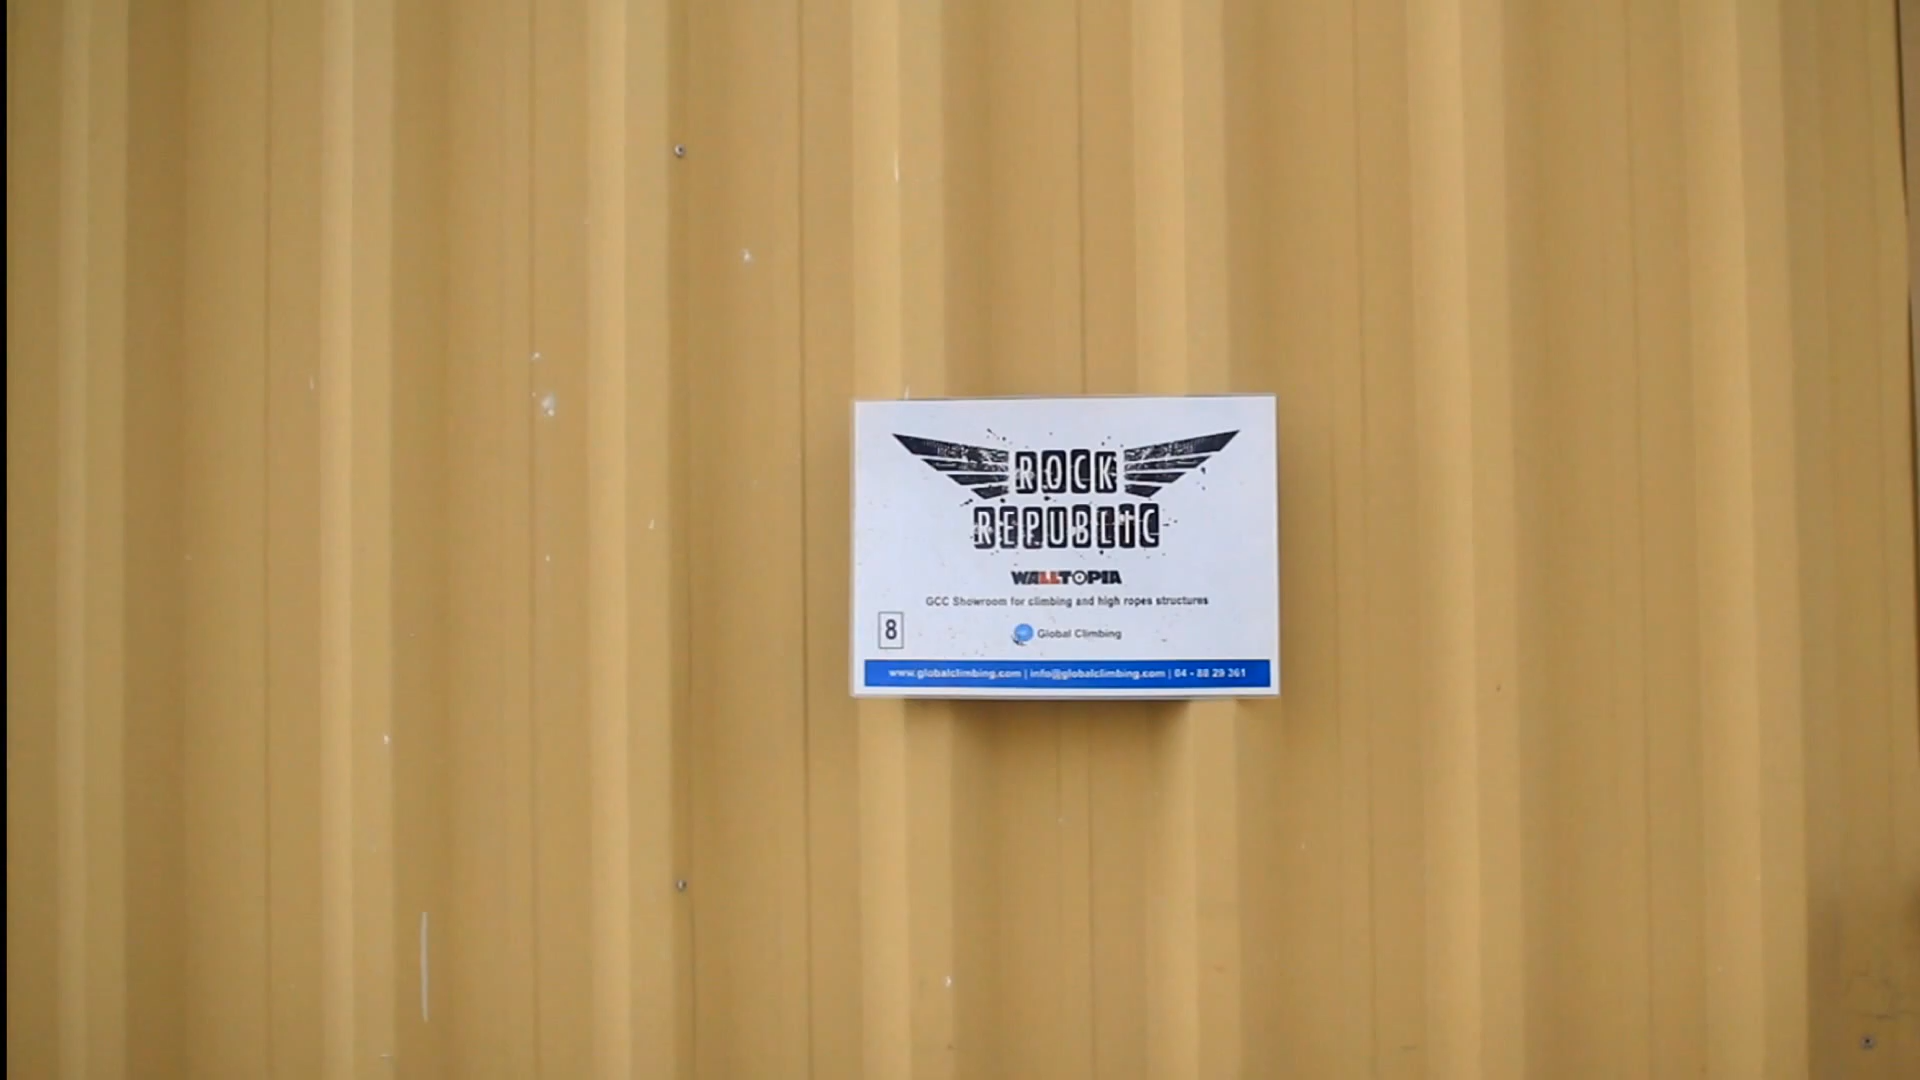 ROCK
REPUBLIC
WALLTOPIA
GCC Showroom for climbing and high ropes structures
8
Global Climbing
www.globalclimbing.com | info@globalclimbing.com | 04 - 88 29 361